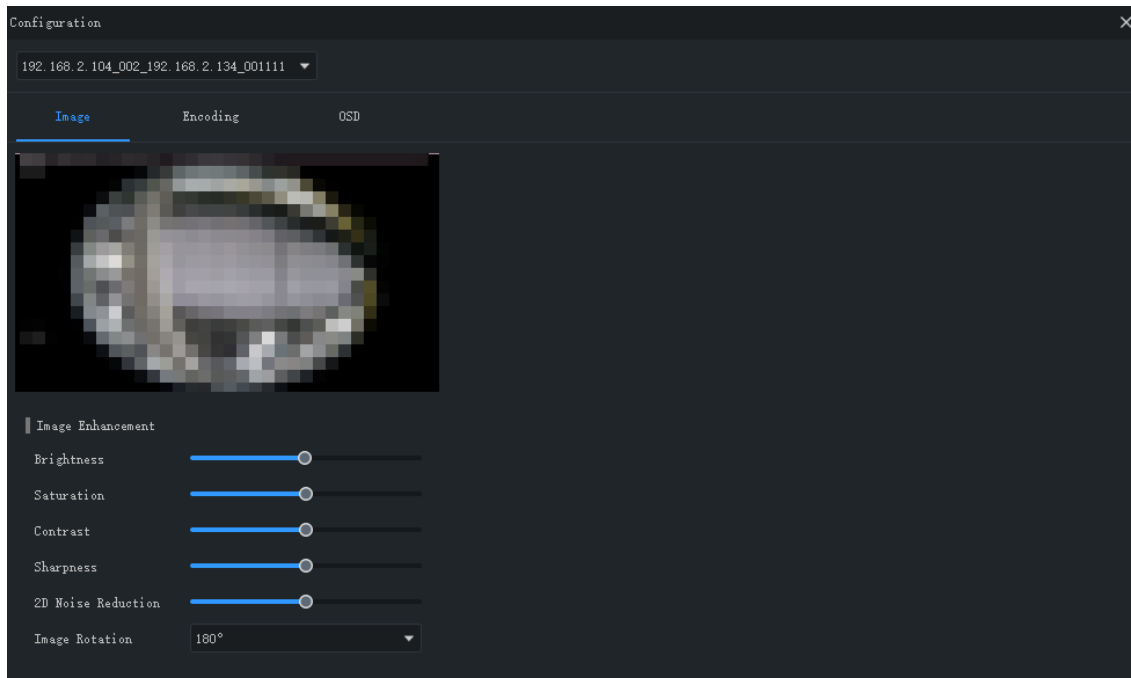 Configuration
192.168.2.104_002_192.168.2.134_001111
Image Encoding OSD
Image Enhancement
Brightness
Saturation
Contrast
Sharpness
2D Noise Reduction
Image Rotation 180°